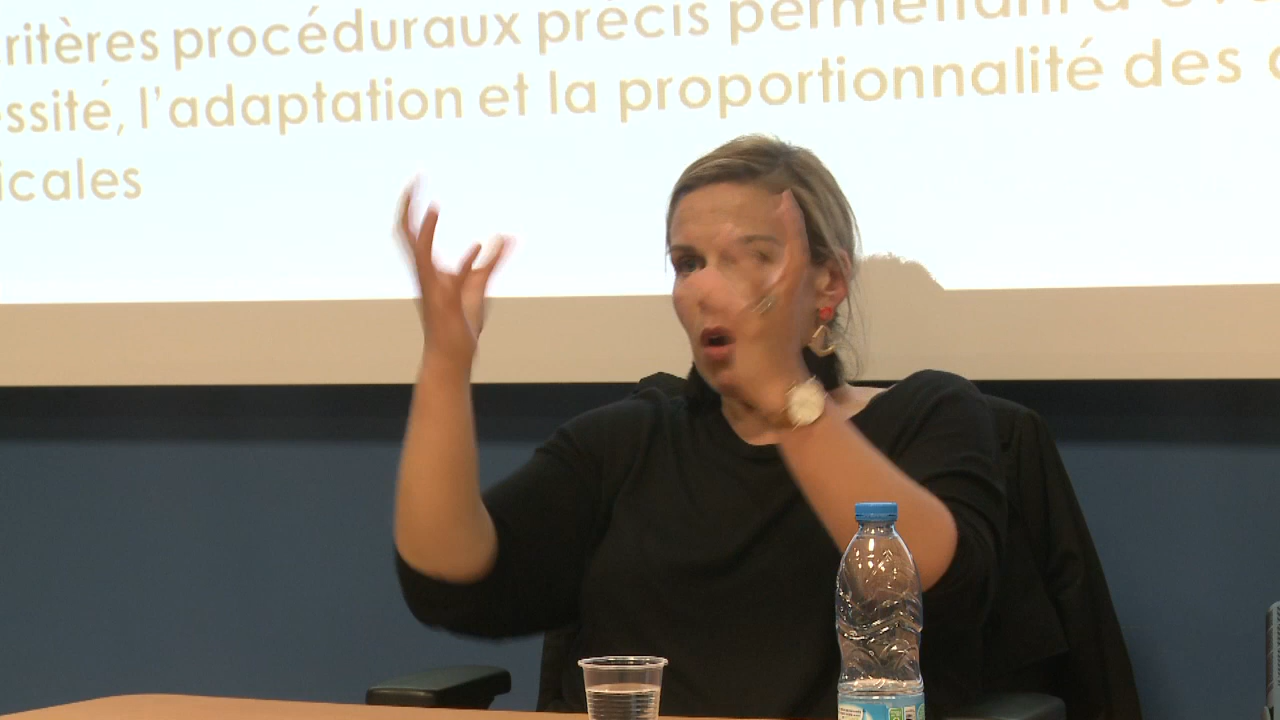 ritères procéduraux précis permettant d'
ssité, l'adaptation et la proportionnalité des
icales